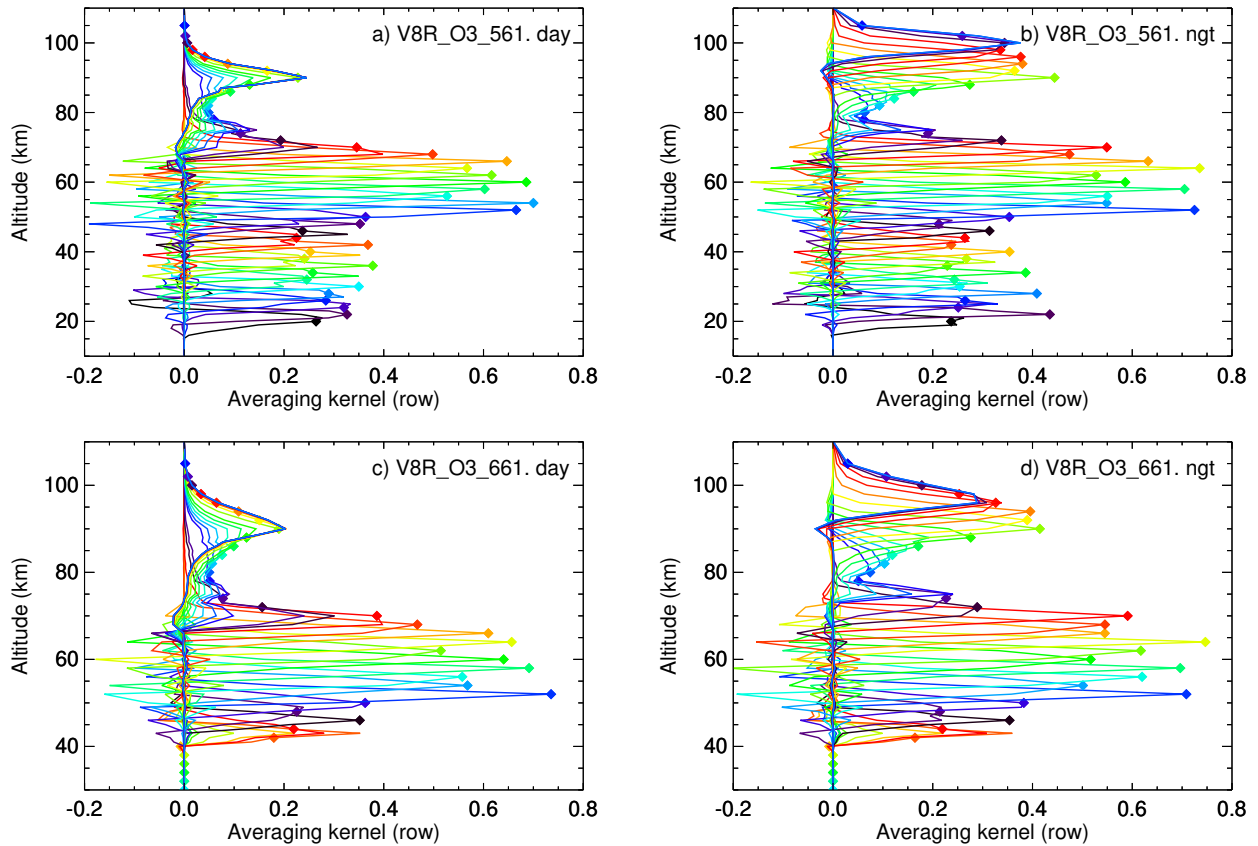 a) V8R_O3_561. day
100
80
60
40
20
Altitude (km)
-0.2 0.0 0.2 0.4 0.6 0.8
Averaging kernel (row)
b) V8R_O3_561. ngt
100
80
60
40
20
Altitude (km)
-0.2 0.0 0.2 0.4 0.6 0.8
Averaging kernel (row)
c) V8R_O3_661. day
100
80
60
40
Altitude (km)
-0.2 0.0 0.2 0.4 0.6 0.8
Averaging kernel (row)
d) V8R_O3_661. ngt
100
80
60
40
Altitude (km)
-0.2 0.0 0.2 0.4 0.6 0.8
Averaging kernel (row)